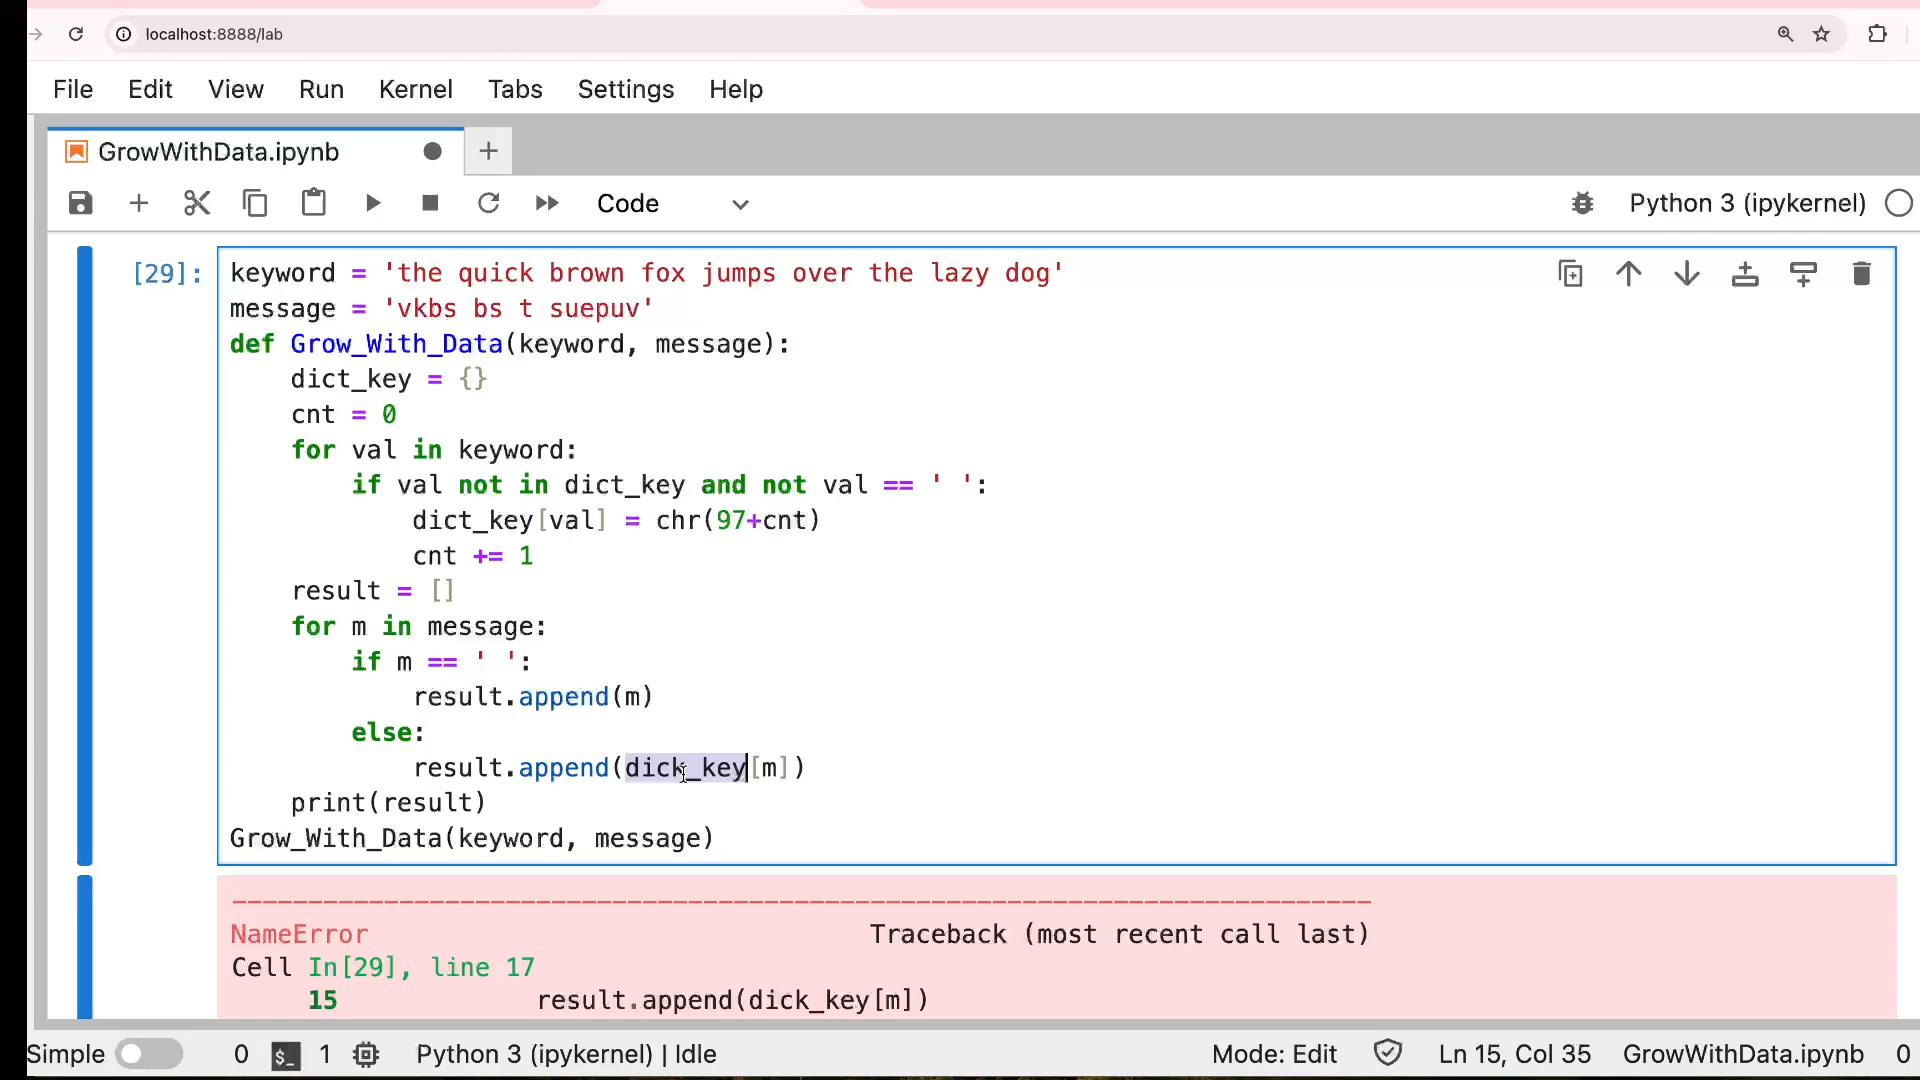 localhost:8888/lab
File Edit View Run Kernel Tabs Settings Help
GrowWithData.ipynb
Code Python 3 (ipykernel)
[29]: keyword = 'the quick brown fox jumps over the lazy dog'
message = 'vkbs bs t suepuv'
def Grow_With_Data(keyword, message):
    dict_key = {}
    cnt = 0
    for val in keyword:
        if val not in dict_key and not val == ' ':
            dict_key[val] = chr(97+cnt)
            cnt += 1
    result = []
    for m in message:
        if m == ' ':
            result.append(m)
        else:
            result.append(dick_key[m])
    print(result)
Grow_With_Data(keyword, message)
---------------------------------------------------------------------------
NameError Traceback (most recent call last)
Cell In[29], line 17
15 result.append(dick_key[m])
Simple 0 $_ 1 Python 3 (ipykernel) | Idle Mode: Edit Ln 15, Col 35 GrowWithData.ipynb 0